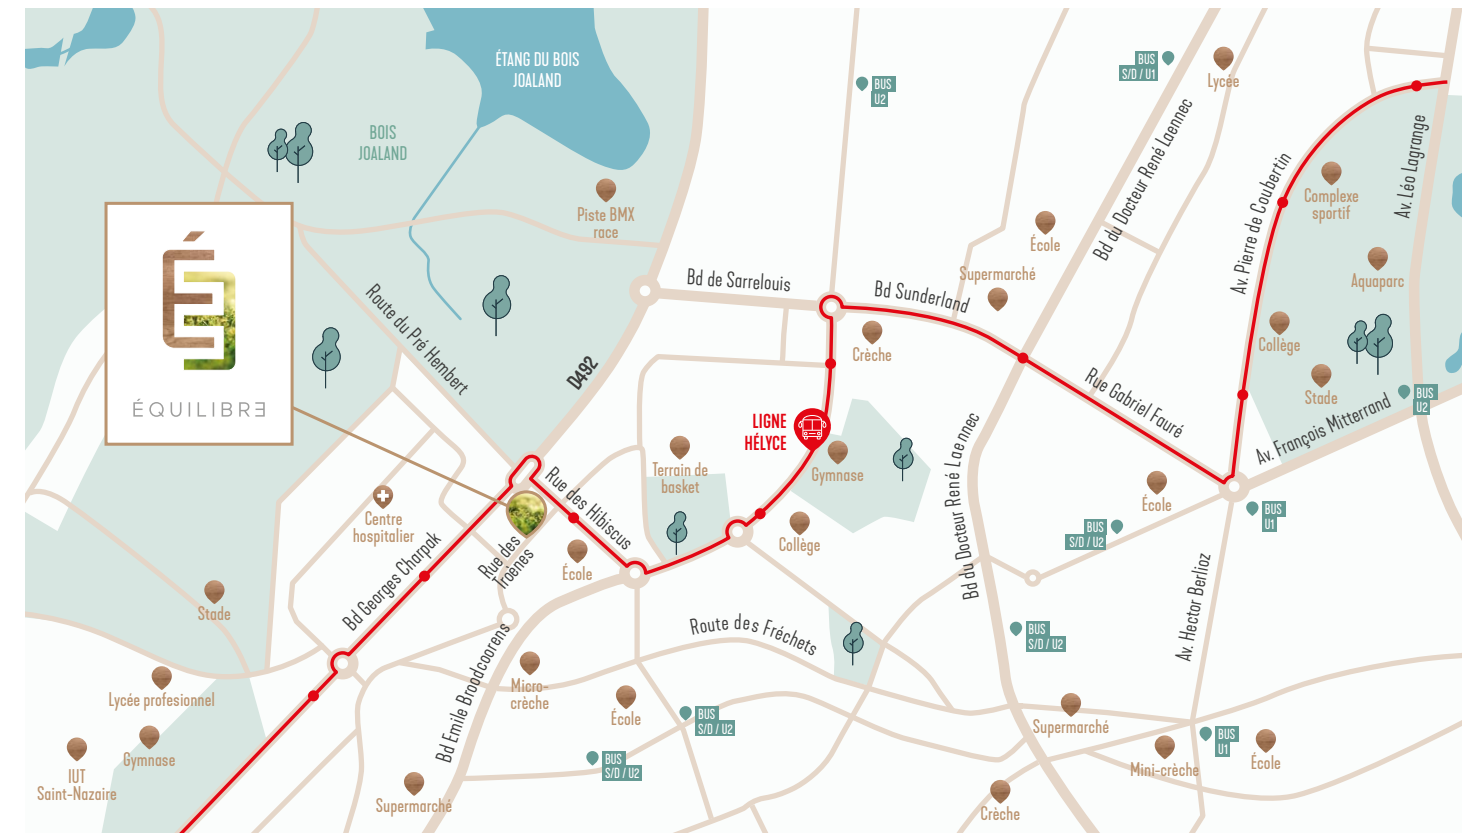 ÉTANG DU BOIS
JOALAND
BOIS
JOALAND
BUS
U2
BUS
S/D / U1
Lycée
Piste BMX
race
École
Supermarché
Complexe
sportif
Aquaparc
Collège
Stade
Bd du Docteur René Laennec
Av. Pierre de Coubertin
Av. Léo Lagrange
Bd de Sarrelouis
Bd Sunderland
Route du Pré Hembert
D492
Crèche
ÉQUILIBRE
LIGNE
HÉLYCE
Rue Gabriel Fauré
Av. François Mitterrand
BUS
U2
Gymnase
Terrain de
basket
Centre
hospitalier
Rue des Hibiscus
Rue des
Troènes
Bd Georges Charpak
École
Collège
Bd du Docteur René Laennec
École
BUS
S/D / U2
BUS
U1
Stade
Bd Emile Broodcoorens
Route des Fréchets
Av. Hector Berlioz
BUS
S/D / U2
Lycée profesionnel
Micro-
crèche
École
BUS
S/D / U2
Supermarché
BUS
U1
École
Gymnase
IUT
Saint-Nazaire
BUS
S/D / U2
Mini-crèche
Supermarché
Crèche